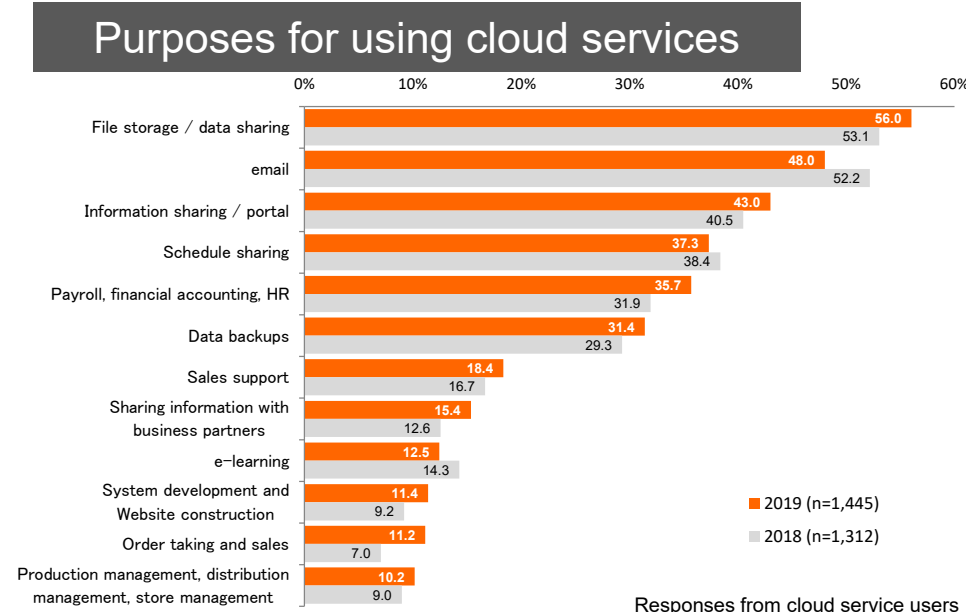 Purposes for using cloud services
0% 10% 20% 30% 40% 50% 60%
File storage / data sharing
56.0
53.1
email
48.0
52.2
Information sharing / portal
43.0
40.5
Schedule sharing
37.3
38.4
Payroll, financial accounting, HR
35.7
31.9
Data backups
31.4
29.3
Sales support
18.4
16.7
Sharing information with
business partners
15.4
12.6
e-learning
12.5
14.3
System development and
Website construction
11.4
9.2
Order taking and sales
11.2
7.0
Production management, distribution
management, store management
10.2
9.0
2019 (n=1,445)
2018 (n=1,312)
Responses from cloud service users